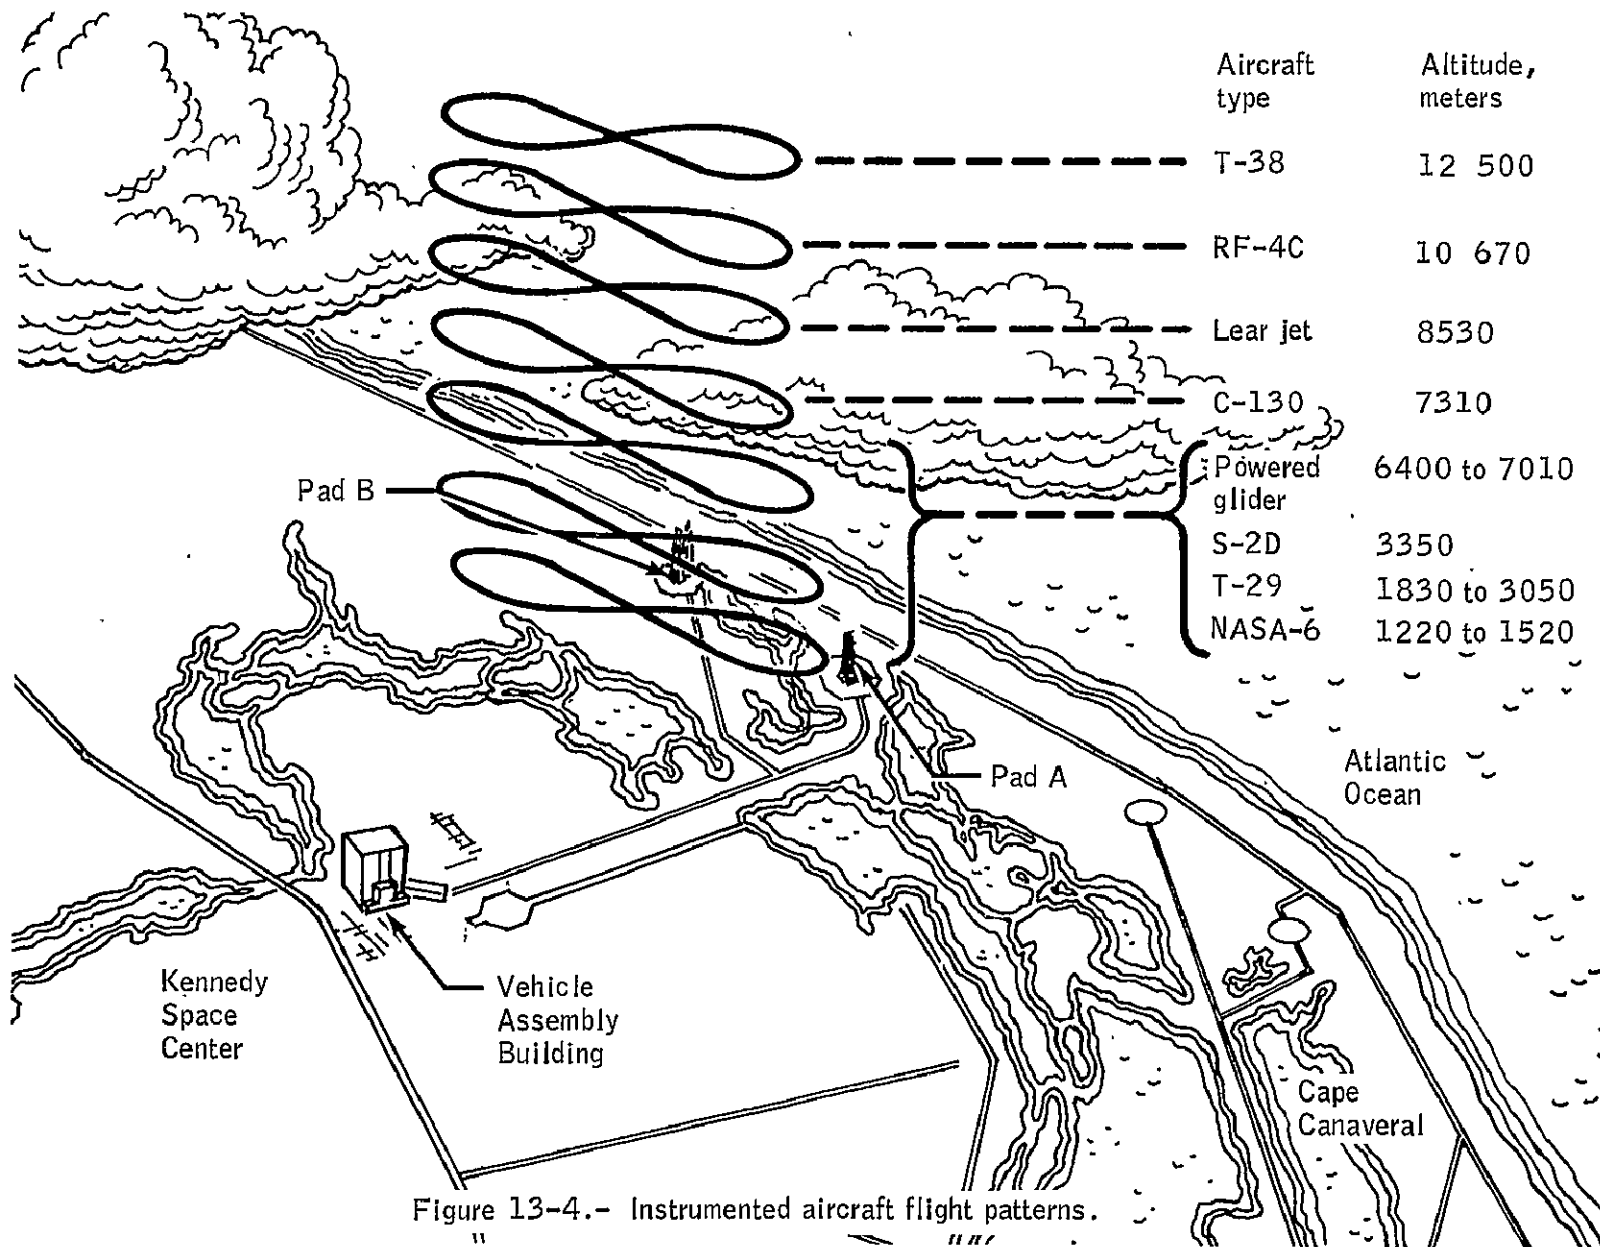 Aircraft type
Altitude, meters
T-38 12 500
RF-4C 10 670
Lear jet 8530
C-130 7310
Powered glider 6400 to 7010
S-2D 3350
T-29 1830 to 3050
NASA-6 1220 to 1520
Pad B
Pad A
Atlantic
Ocean
Kennedy
Space
Center
Vehicle
Assembly
Building
Cape
Canaveral
Figure 13-4.- Instrumented aircraft flight patterns.